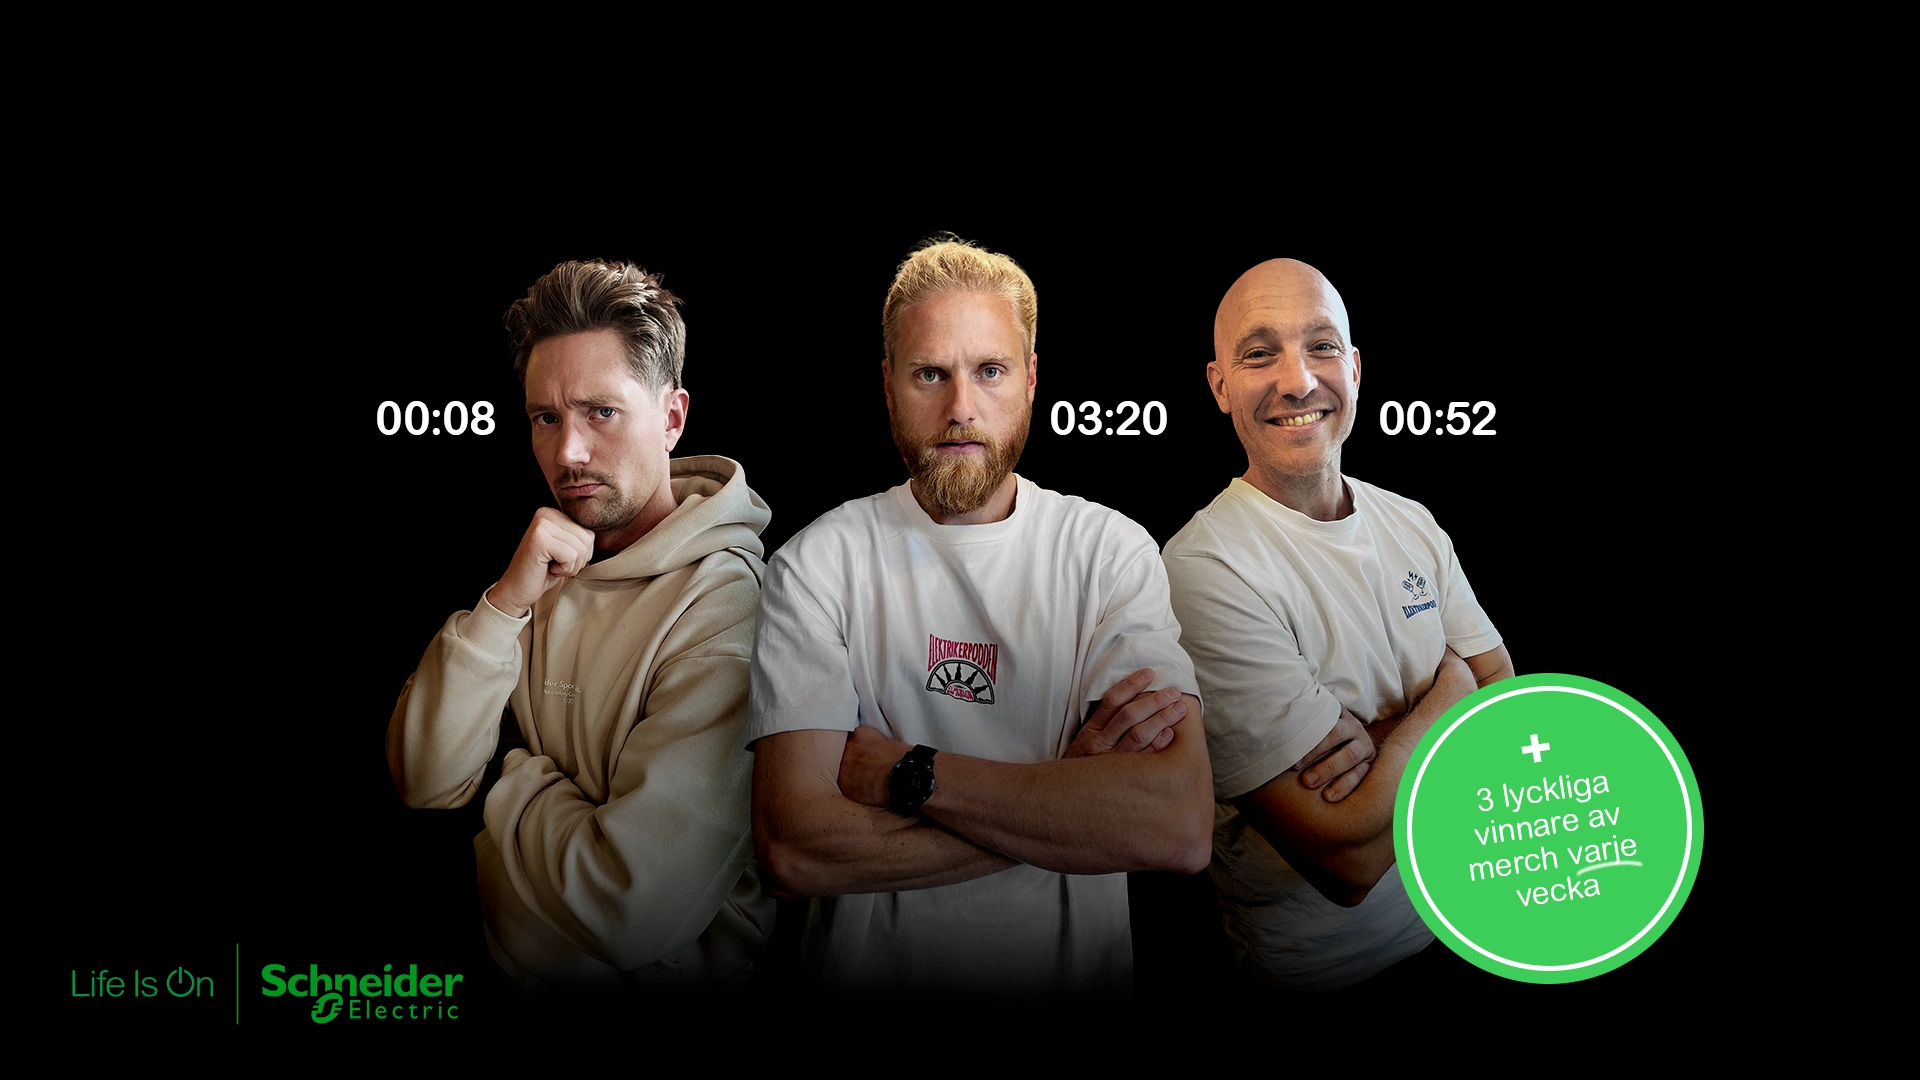 00:08
03:20
00:52
ELEKTRIKERPODDEN
+
3 lyckliga
vinnare av
merch varje
vecka
Life Is On
Schneider
Electric